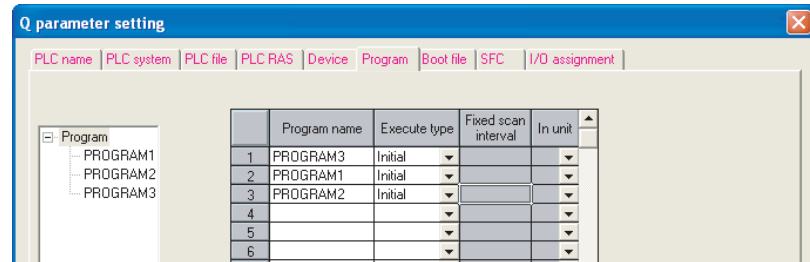 Q parameter setting
PLC name PLC system PLC file PLC RAS Device Program Boot file SFC I/O assignment
Program
PROGRAM1
PROGRAM2
PROGRAM3
Program name Execute type Fixed scan interval In unit
1 PROGRAM3 Initial
2 PROGRAM1 Initial
3 PROGRAM2 Initial
4
5
6